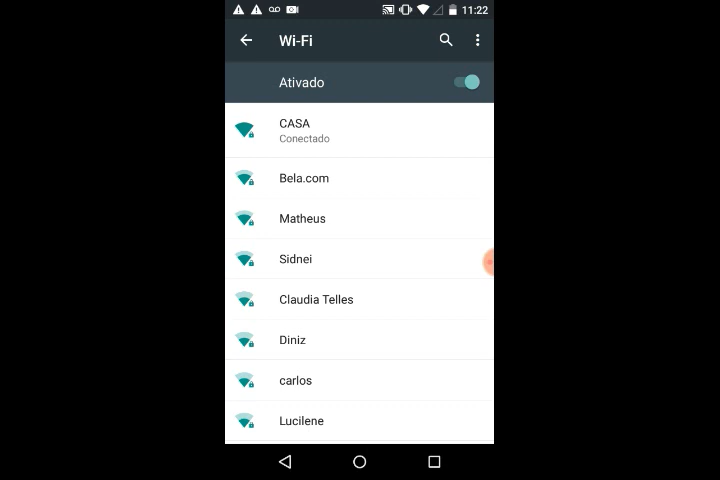 11:22
Wi-Fi
Ativado
CASA
Conectado
Bela.com
Matheus
Sidnei
Claudia Telles
Diniz
carlos
Lucilene